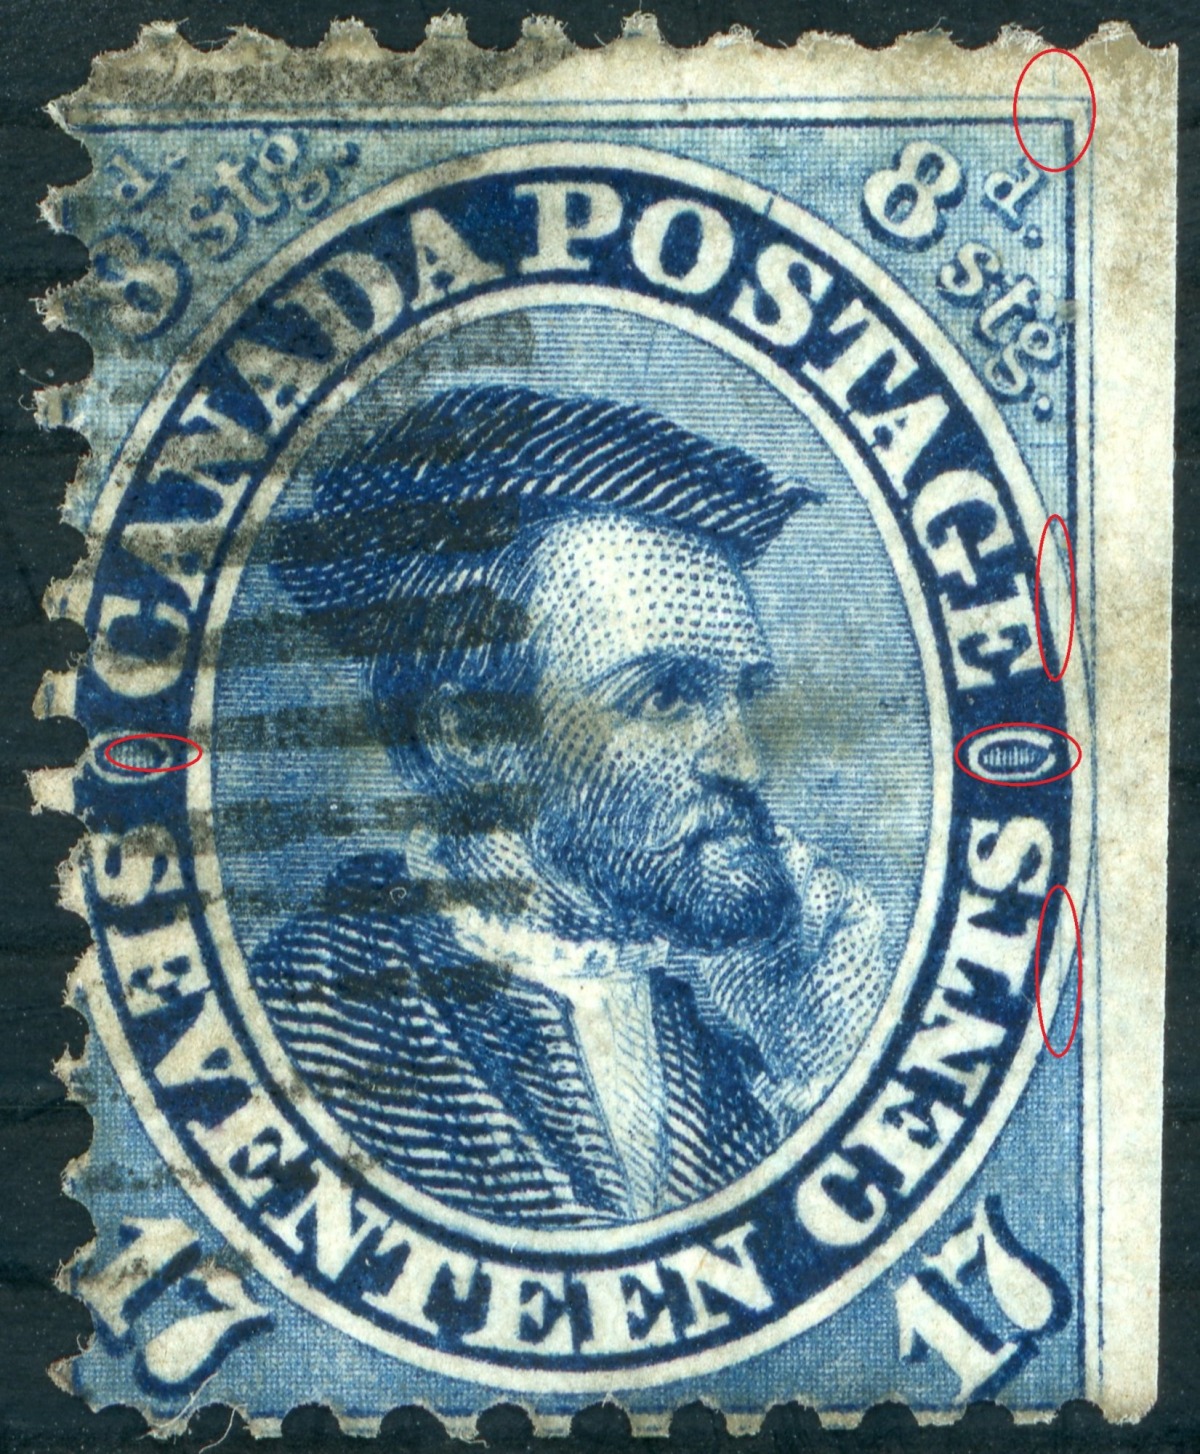 8d. stg.
8d. stg.
CANADA POSTAGE
SEVENTEEN CENTS
17
17